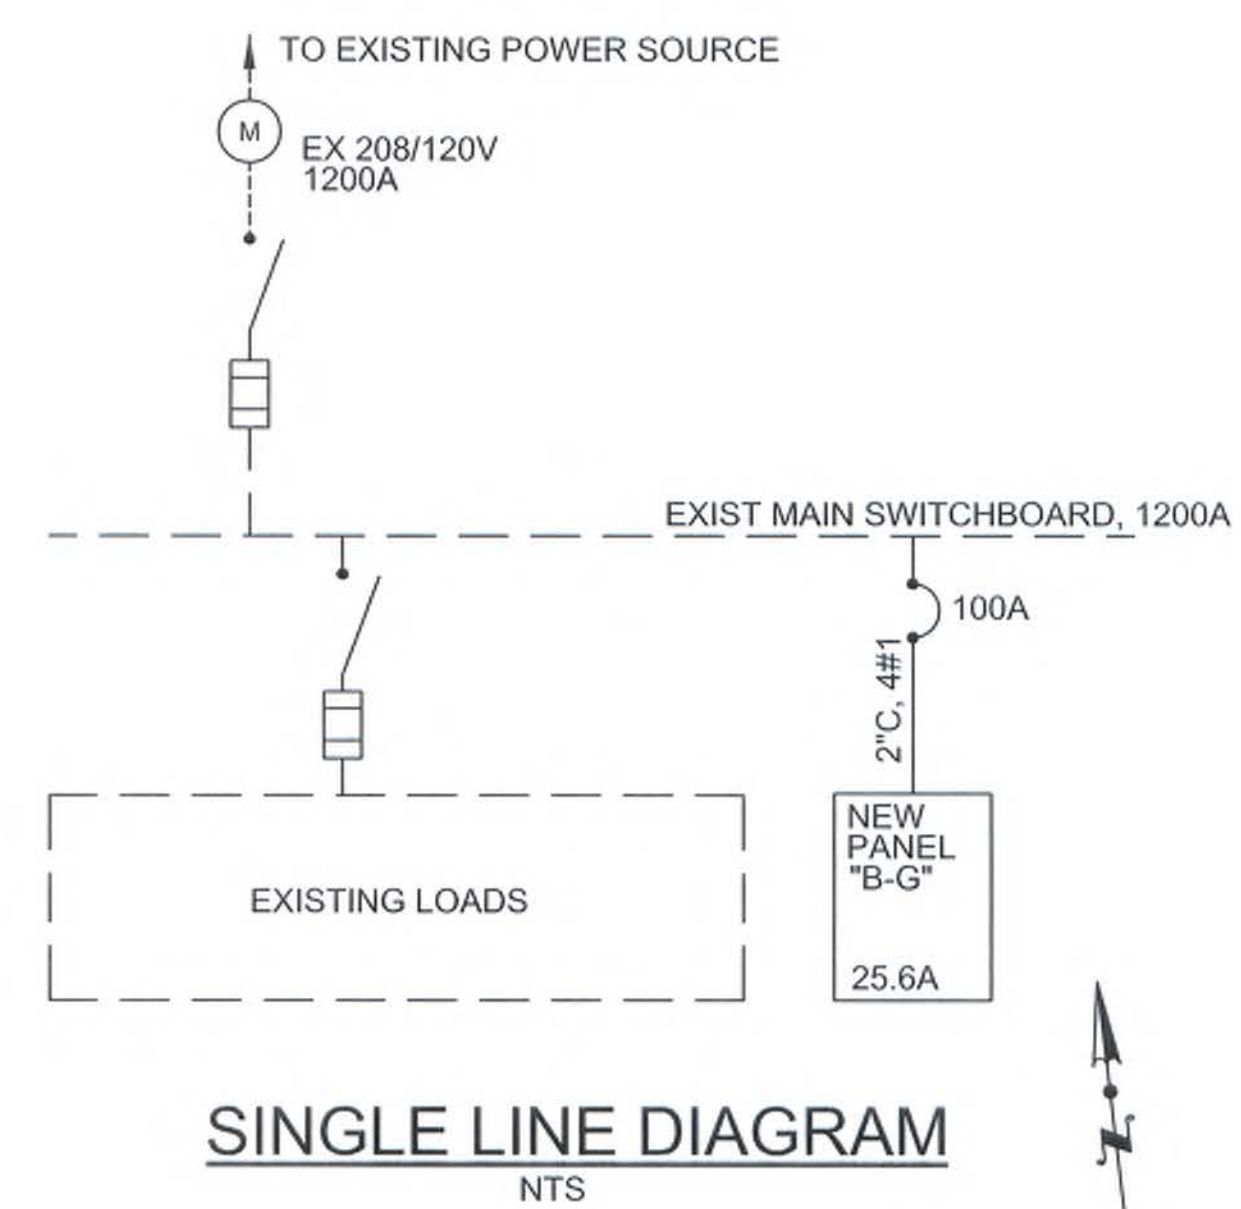 TO EXISTING POWER SOURCE
M
EX 208/120V
1200A
EXIST MAIN SWITCHBOARD, 1200A
100A
2"C, 4#1
NEW
PANEL
"B-G"
25.6A
EXISTING LOADS
SINGLE LINE DIAGRAM
NTS
N